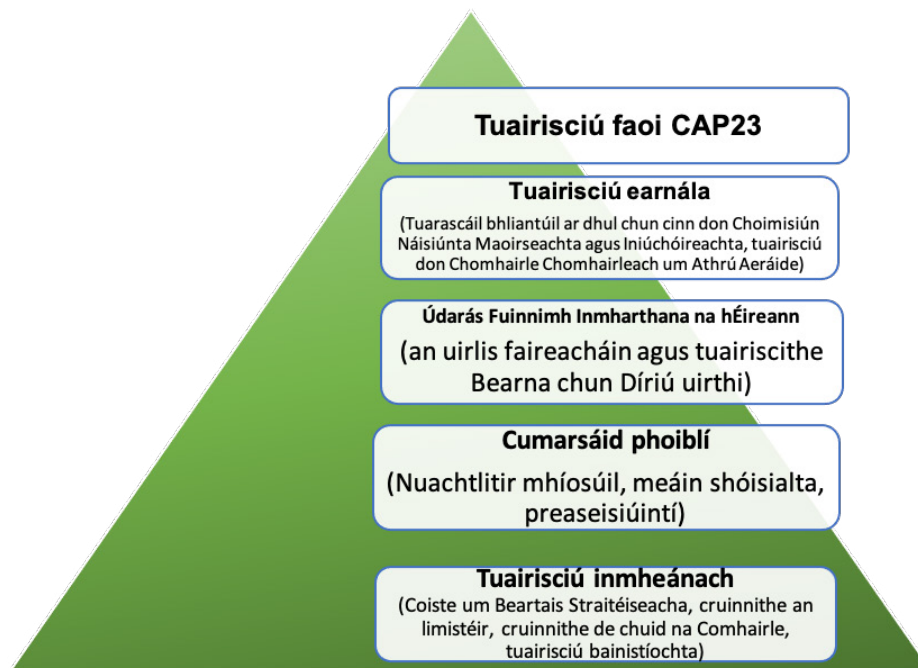 Tuairisciú faoi CAP23
Tuairisciú earnála
(Tuarascáil bhliantúil ar dhul chun cinn don Choimisiún
Náisiúnta Maoirseachta agus Iniúchóireachta, tuairisciú
don Chomhairle Chomhairleach um Athrú Aeráide)
Údarás Fuinnimh Inmharthana na hÉireann
(an uirlis faireacháin agus tuairiscithe
Bearna chun Díriú uirthi)
Cumarsáid phoiblí
(Nuachtlitir mhíosúil, meáin shóisialta,
preaseisiúintí)
Tuairisciú inmheánach
(Coiste um Beartais Straitéiseacha, cruinnithe an
limistéir, cruinnithe de chuid na Comhairle,
tuairisciú bainistíochta)